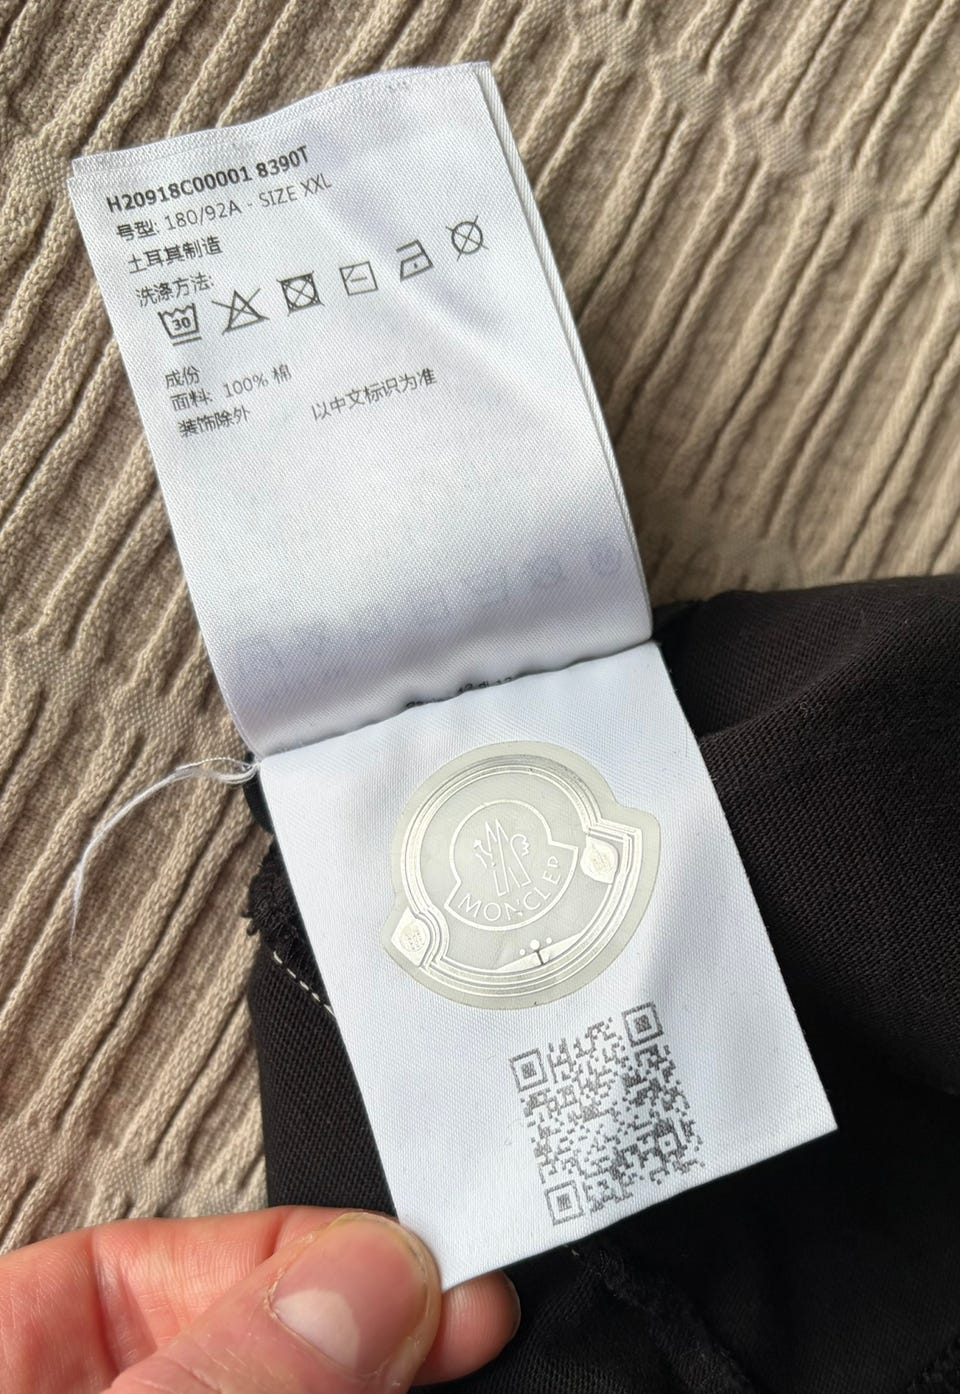 H20918C00001 8390T
号型: 180/92A - SIZE XXL
土耳其制造
洗涤方法:
30
成份
面料: 100% 棉
装饰除外 以中文标识为准
MONCLER